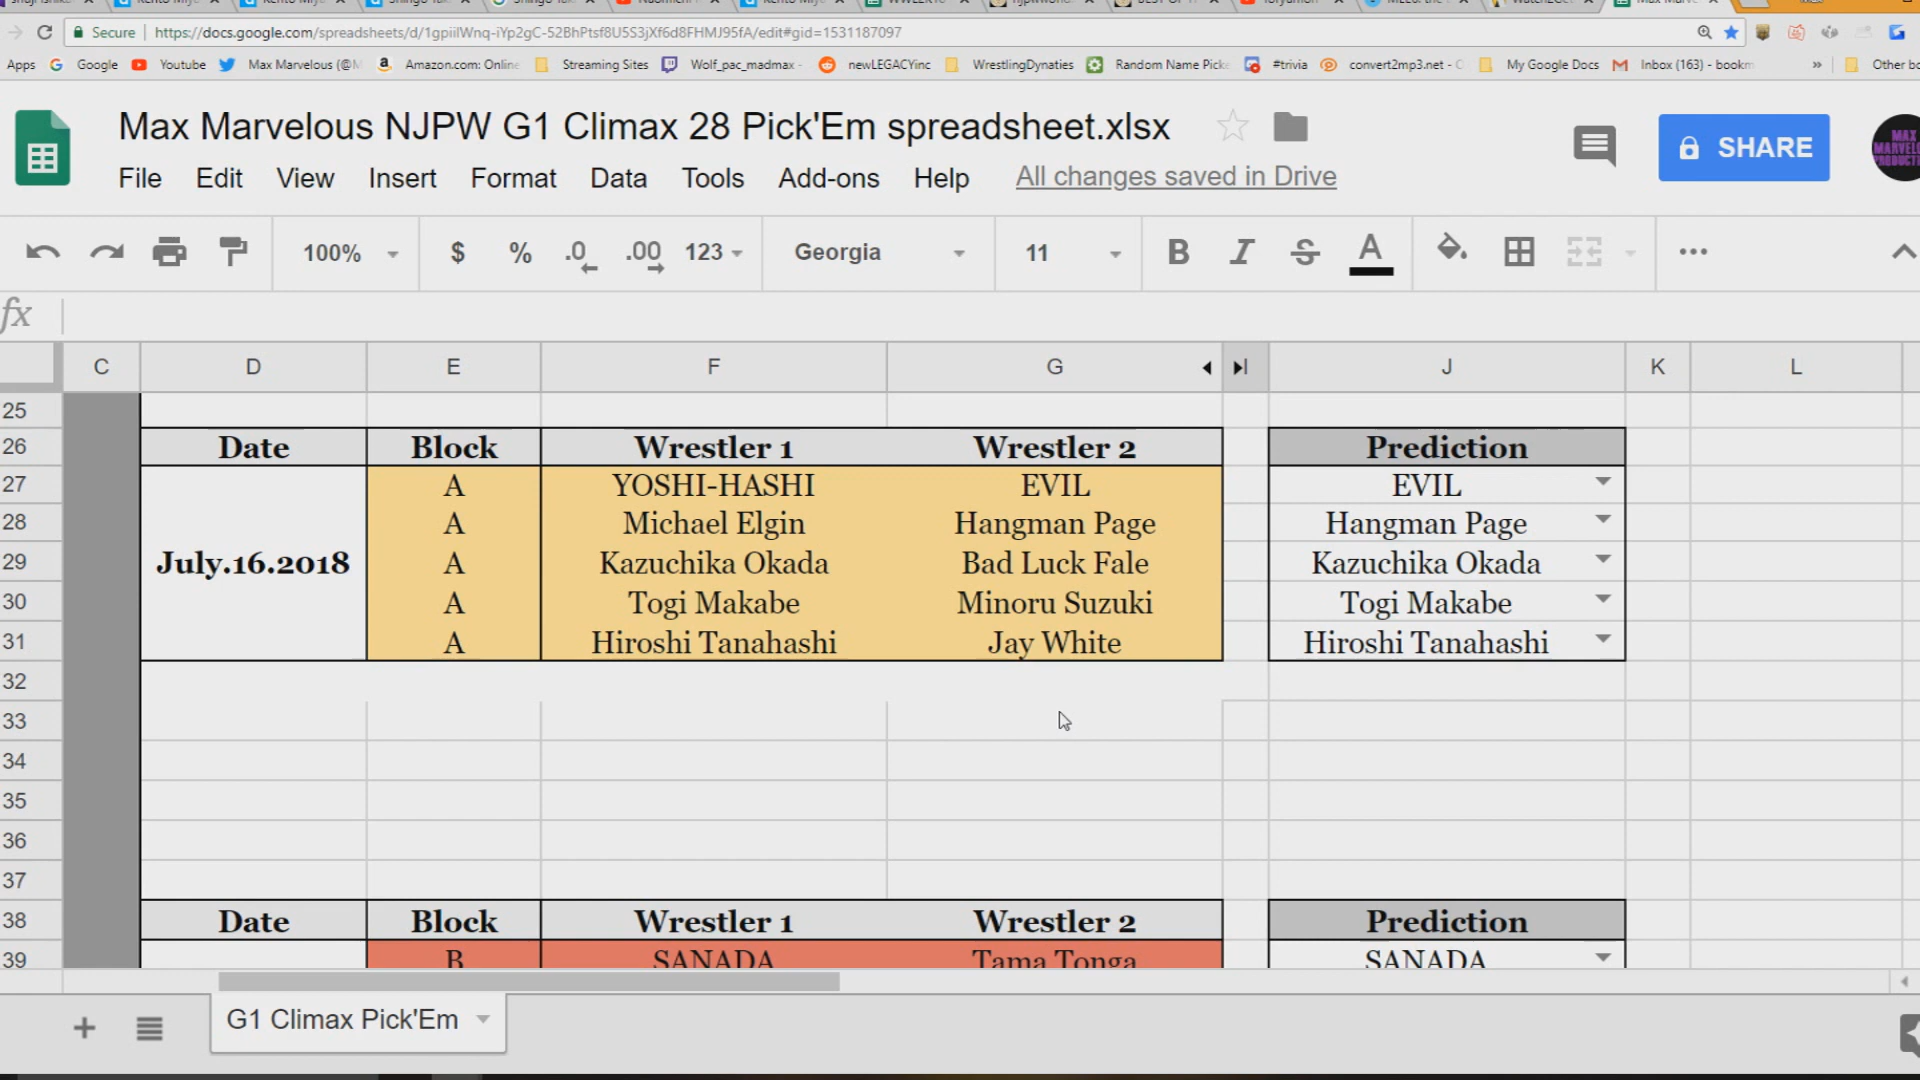 Secure https://docs.google.com/spreadsheets/d/1gpiilWnq-iYp2gC-52BhPtsf8U5S3jXf6d8FHMJ95fA/edit#gid=1531187097
Apps Google Youtube Max Marvelous (@M Amazon.com: Online Streaming Sites Wolf_pac_madmax - newLEGACYinc WrestlingDynaties Random Name Picke #trivia convert2mp3.net - C My Google Docs Inbox (163) - bookm » Other bo
Max Marvelous NJPW G1 Climax 28 Pick'Em spreadsheet.xlsx
SHARE
File Edit View Insert Format Data Tools Add-ons Help All changes saved in Drive
100% $ % .0 .00 123 Georgia 11 B I S A
fx
C D E F G I J K L
25
26 Date Block Wrestler 1 Wrestler 2 Prediction
27 A YOSHI-HASHI EVIL EVIL
28 A Michael Elgin Hangman Page Hangman Page
29 July.16.2018 A Kazuchika Okada Bad Luck Fale Kazuchika Okada
30 A Togi Makabe Minoru Suzuki Togi Makabe
31 A Hiroshi Tanahashi Jay White Hiroshi Tanahashi
32
33
34
35
36
37
38 Date Block Wrestler 1 Wrestler 2 Prediction
39 B SANADA Tama Tonga SANADA
G1 Climax Pick'Em